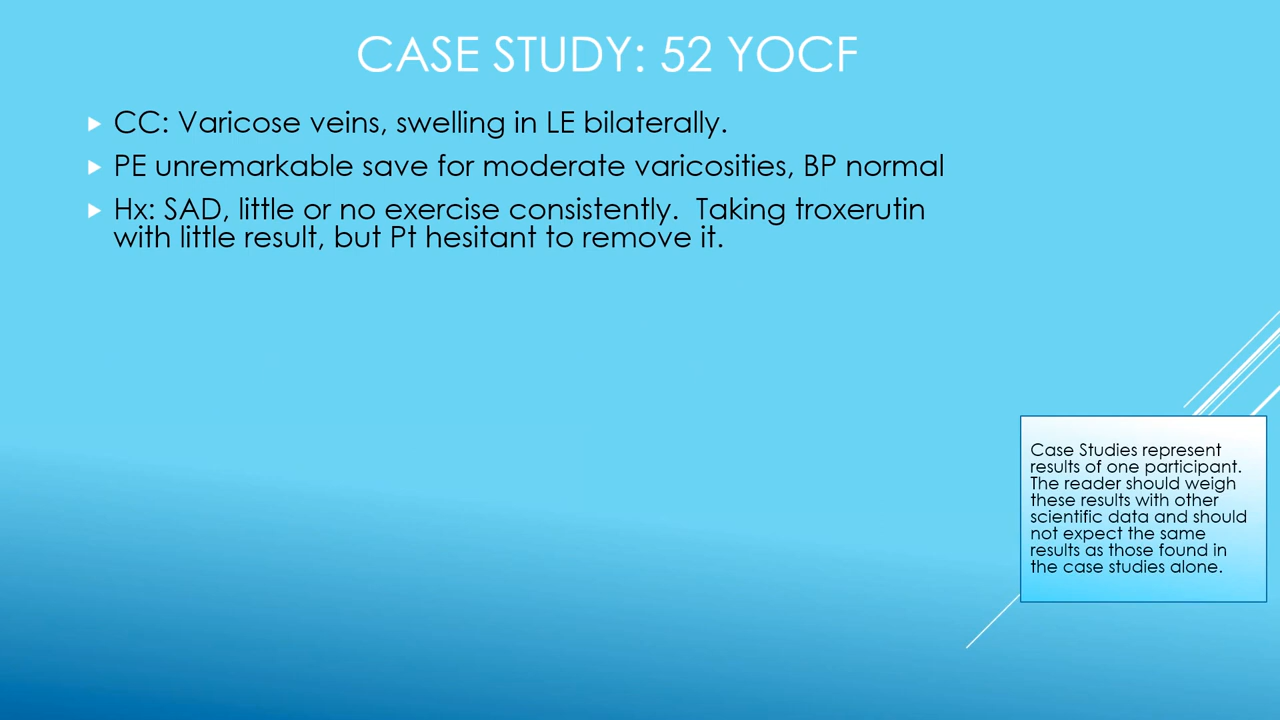 CASE STUDY: 52 YOCF
CC: Varicose veins, swelling in LE bilaterally.
PE unremarkable save for moderate varicosities, BP normal
Hx: SAD, little or no exercise consistently.  Taking troxerutin
with little result, but Pt hesitant to remove it.
Case Studies represent
results of one participant.
The reader should weigh
these results with other
scientific data and should
not expect the same
results as those found in
the case studies alone.